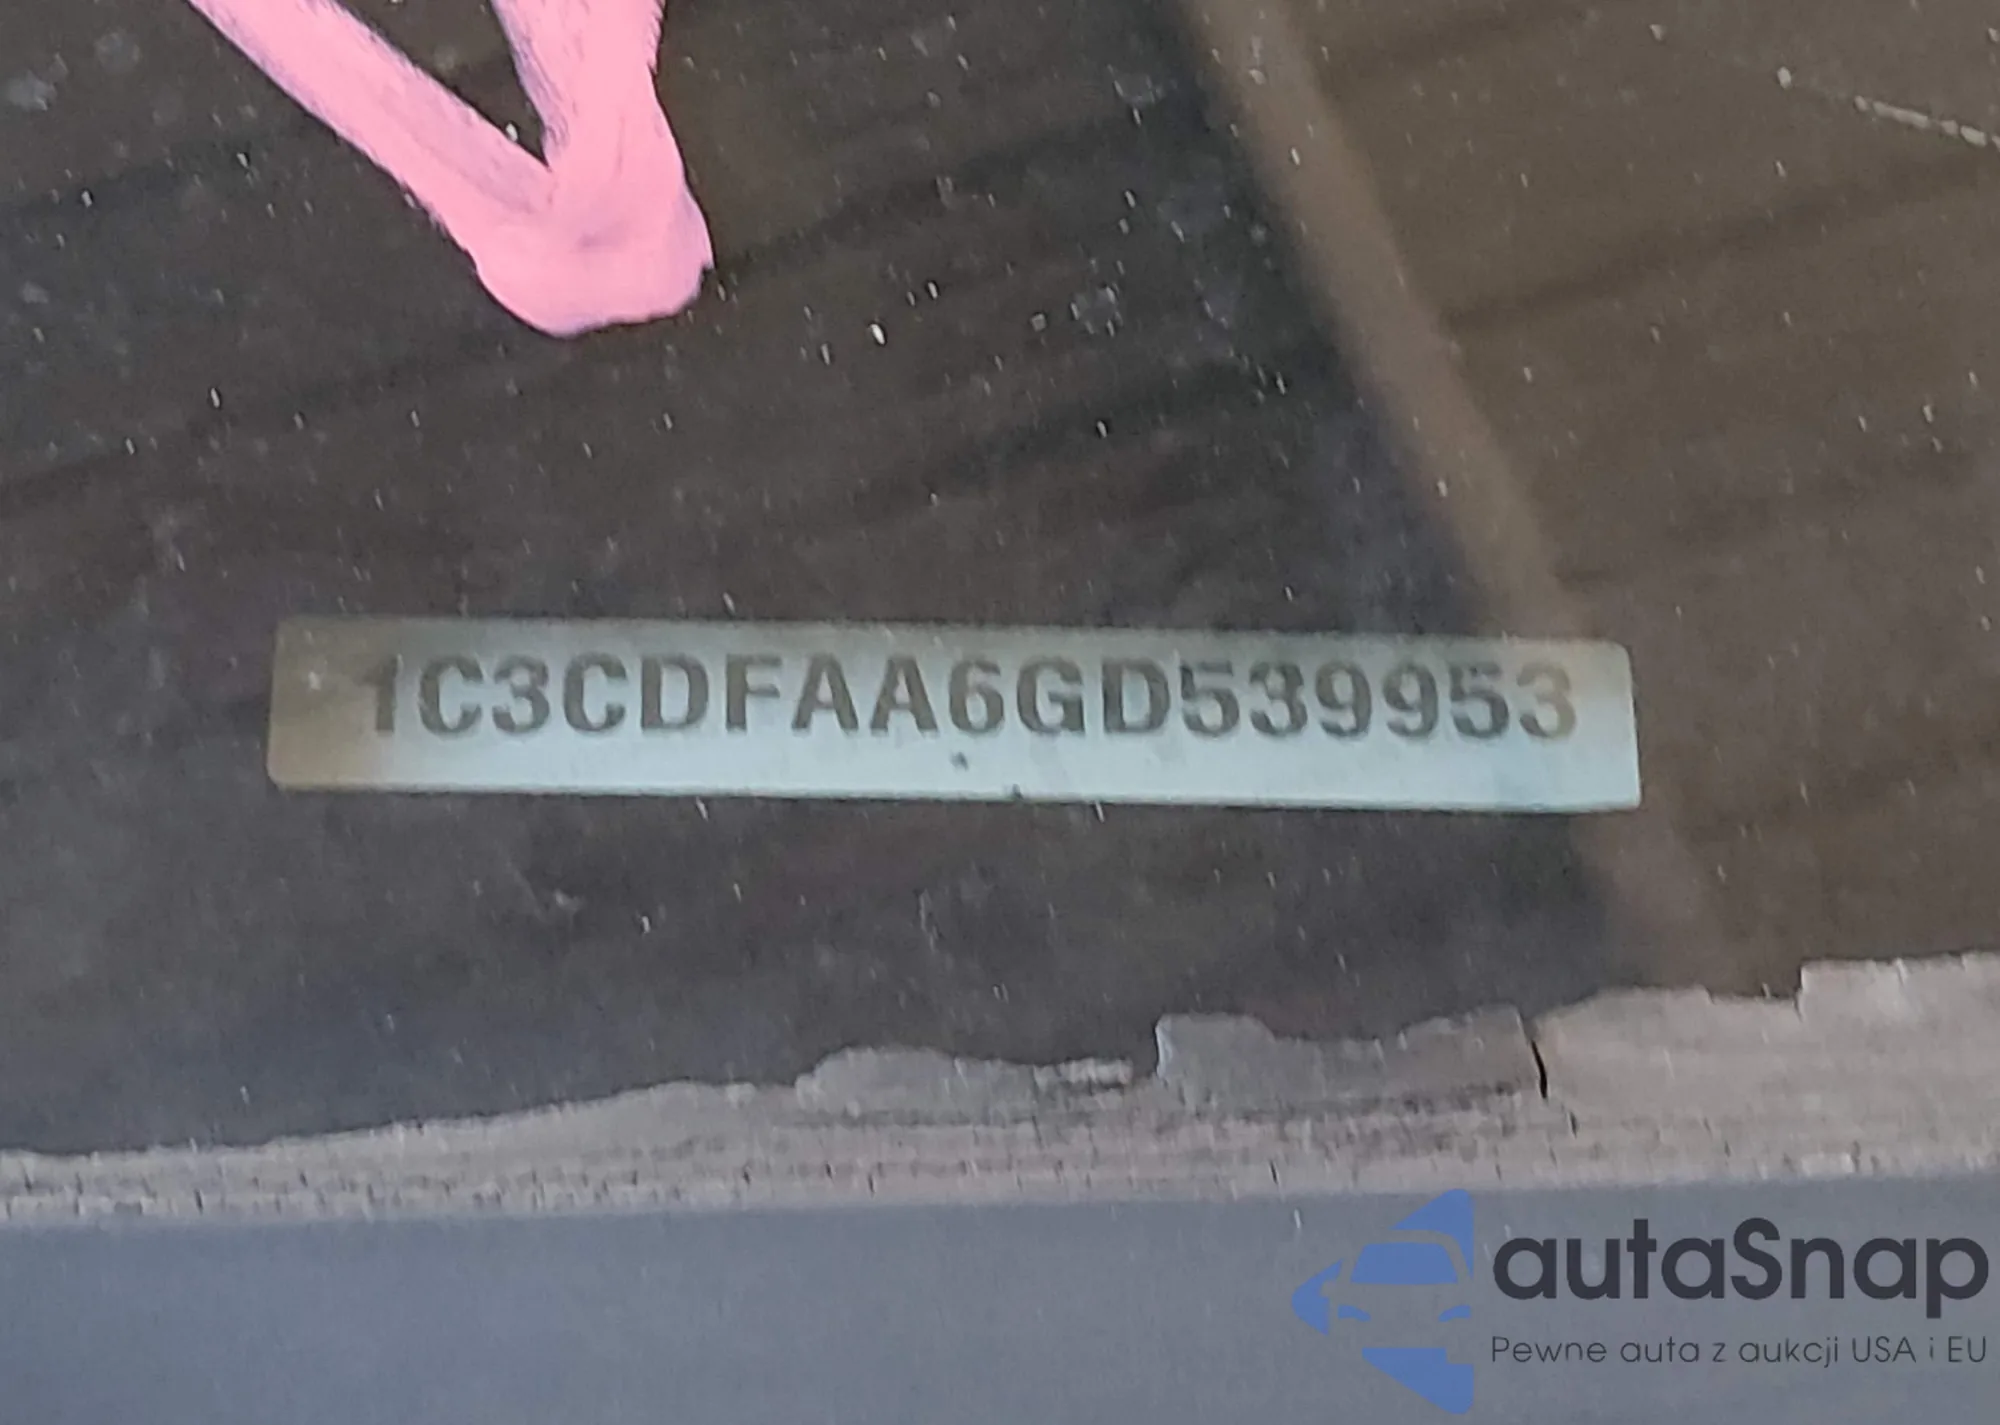 1C3CDFAA6GD539953
autaSnap
Pewne auta z aukcji USA i EU